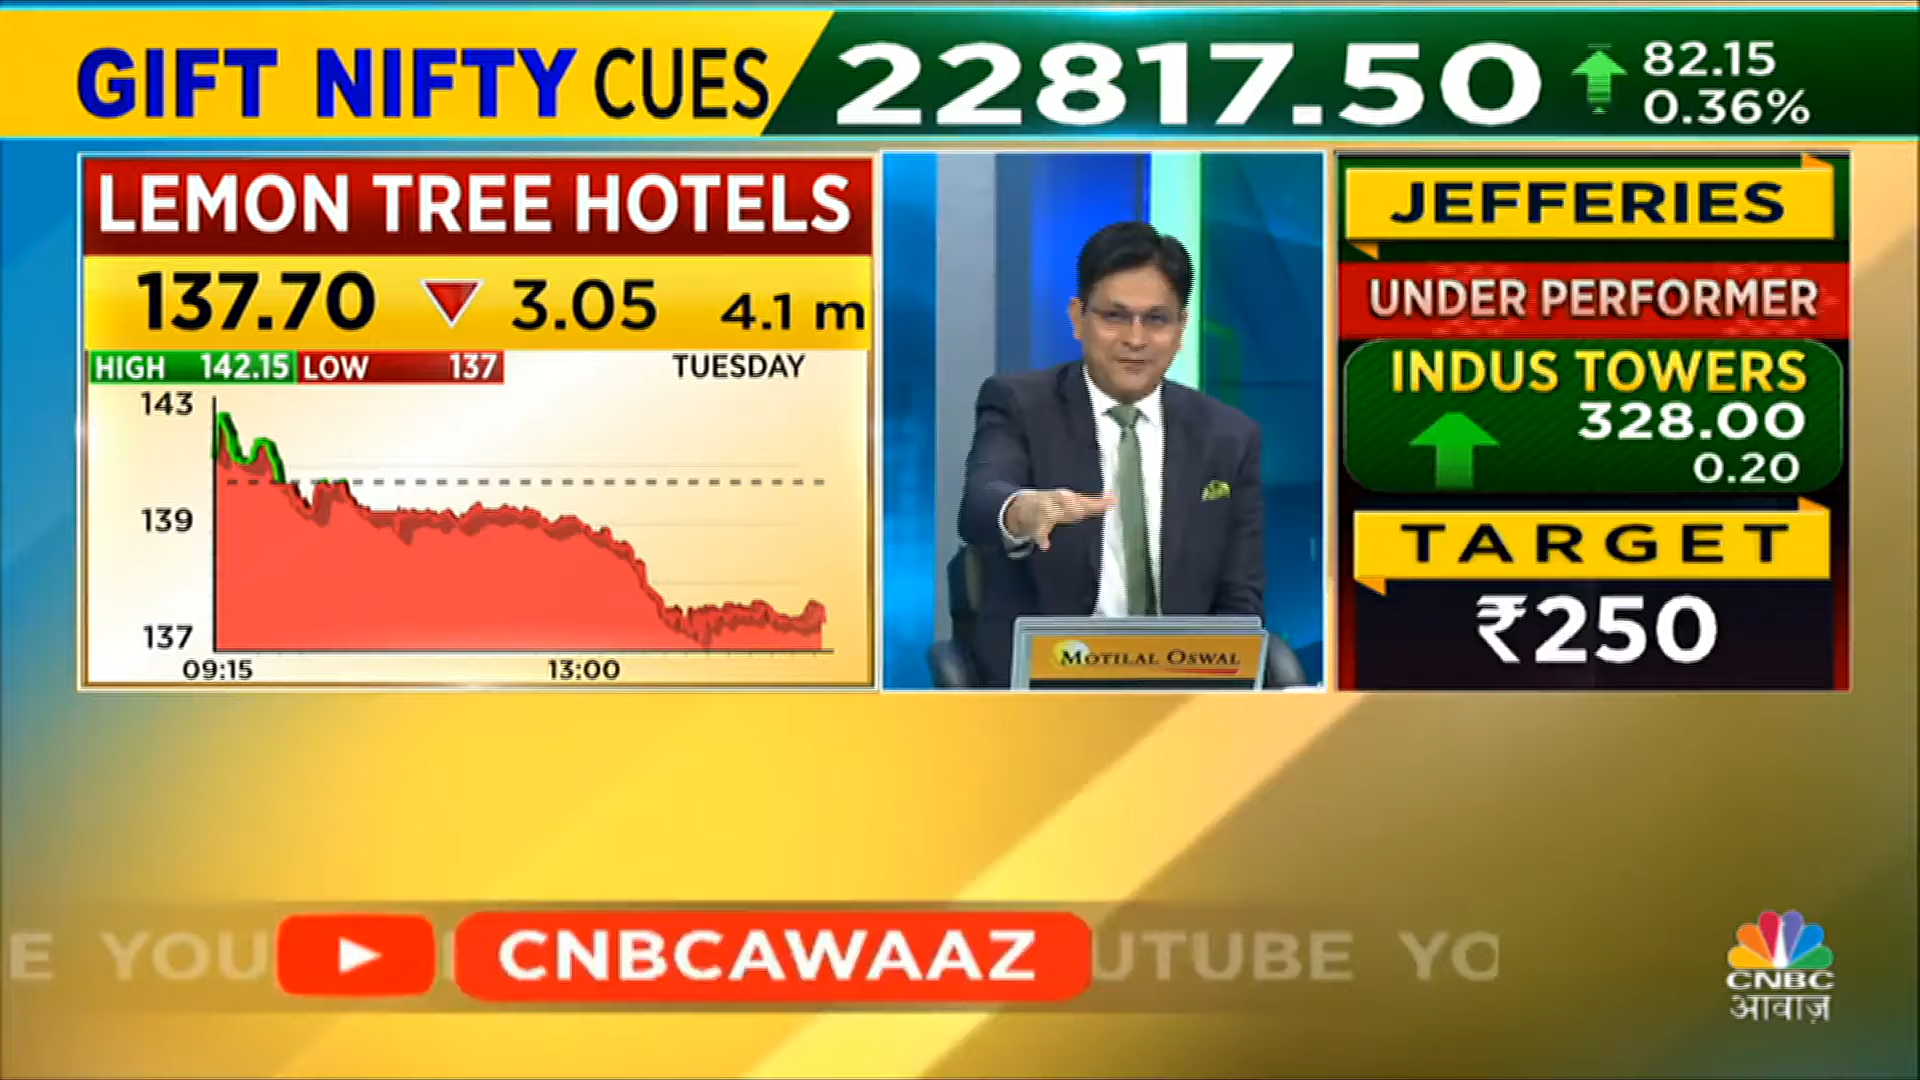 GIFT NIFTY CUES 22817.50 82.15
0.36%
LEMON TREE HOTELS
137.70 3.05 4.1 m
HIGH 142.15 LOW 137 TUESDAY
143
139
137
09:15 13:00
MOTILAL OSWAL
JEFFERIES
UNDER PERFORMER
INDUS TOWERS
328.00
0.20
TARGET
₹250
E YOU CNBCAWAAZ UTUBE YO
CNBC
आवाज़